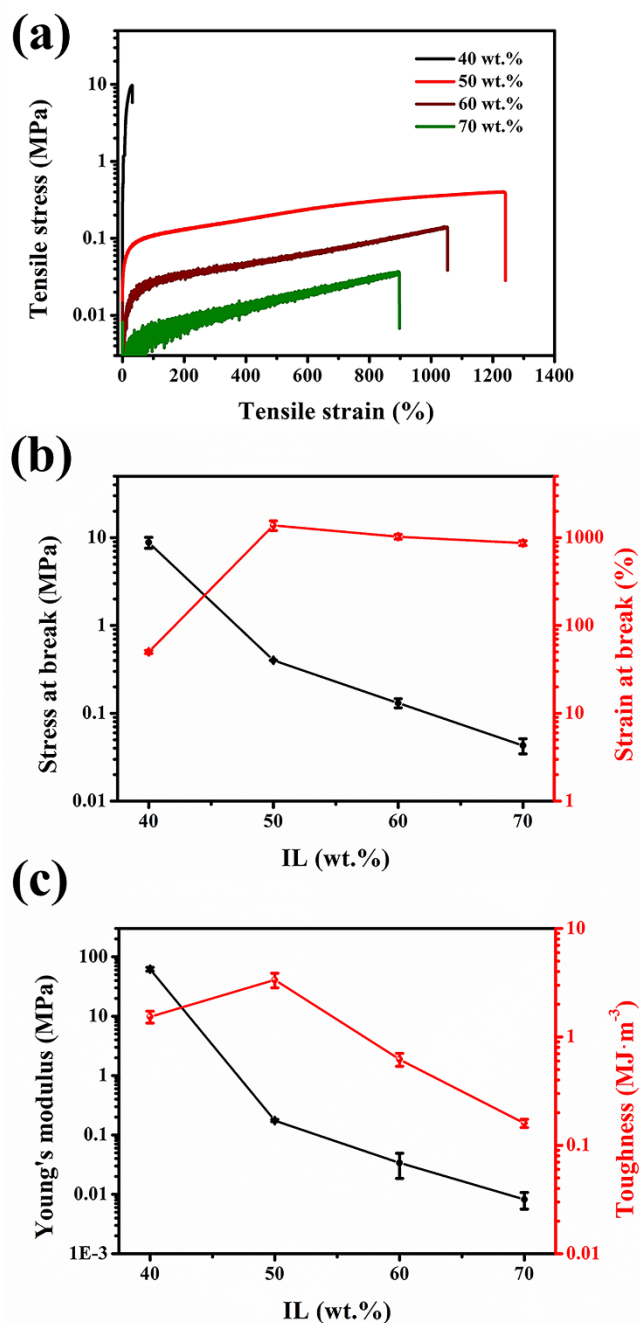 (a)
Tensile stress (MPa)
10
1
0.1
0.01
40 wt.%
50 wt.%
60 wt.%
70 wt.%
0 200 400 600 800 1000 1200 1400
Tensile strain (%)
(b)
Stress at break (MPa)
10
1
0.1
0.01
Strain at break (%)
1000
100
10
1
40 50 60 70
IL (wt.%)
(c)
Young's modulus (MPa)
100
10
1
0.1
0.01
1E-3
Toughness (MJ·m⁻³)
10
1
0.1
0.01
40 50 60 70
IL (wt.%)